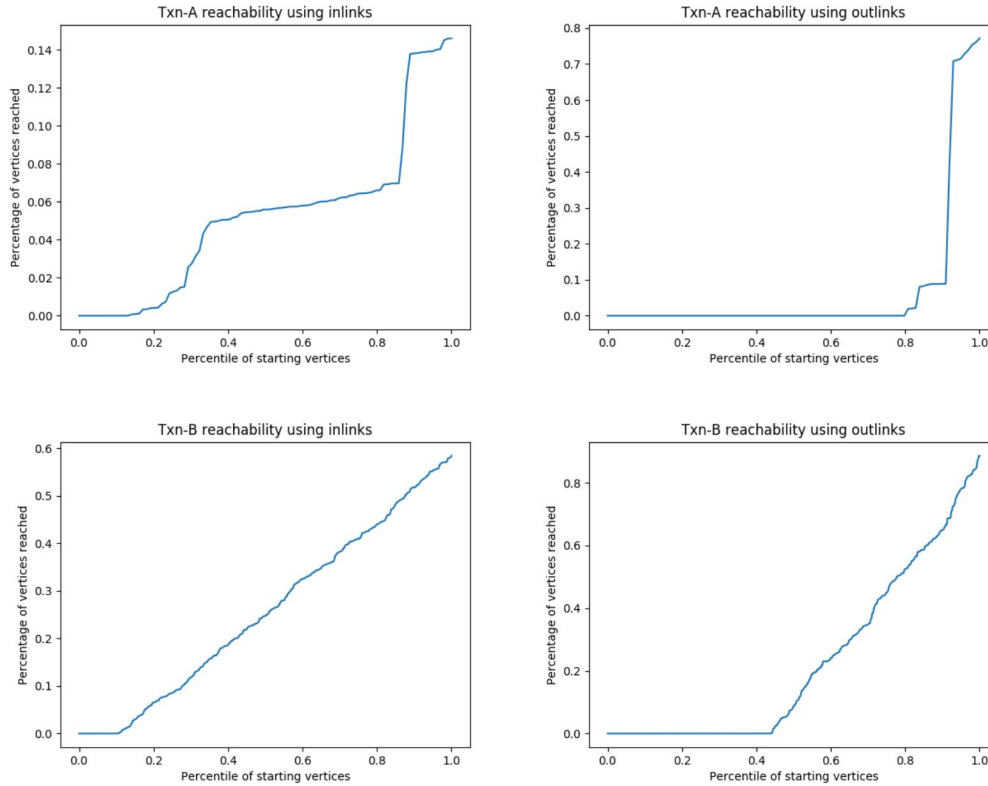 Txn-A reachability using inlinks
Percentage of vertices reached
0.14
0.12
0.10
0.08
0.06
0.04
0.02
0.00
0.0 0.2 0.4 0.6 0.8 1.0
Percentile of starting vertices
Txn-A reachability using outlinks
Percentage of vertices reached
0.8
0.7
0.6
0.5
0.4
0.3
0.2
0.1
0.0
0.0 0.2 0.4 0.6 0.8 1.0
Percentile of starting vertices
Txn-B reachability using inlinks
Percentage of vertices reached
0.6
0.5
0.4
0.3
0.2
0.1
0.0
0.0 0.2 0.4 0.6 0.8 1.0
Percentile of starting vertices
Txn-B reachability using outlinks
Percentage of vertices reached
0.8
0.6
0.4
0.2
0.0
0.0 0.2 0.4 0.6 0.8 1.0
Percentile of starting vertices